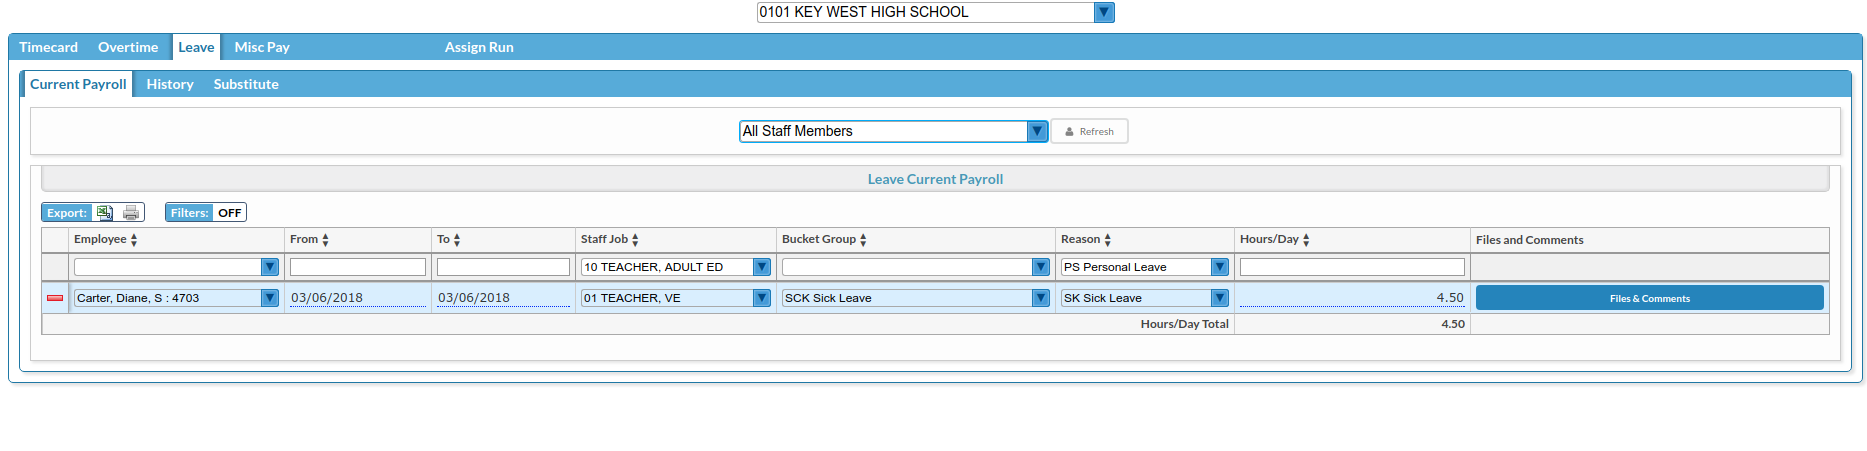 0101 KEY WEST HIGH SCHOOL
Timecard Overtime Leave Misc Pay Assign Run
Current Payroll History Substitute
All Staff Members Refresh
Leave Current Payroll
Export: Filters: OFF
Employee From To Staff Job Bucket Group Reason Hours/Day Files and Comments
10 TEACHER, ADULT ED PS Personal Leave
Carter, Diane, S : 4703 03/06/2018 03/06/2018 01 TEACHER, VE SCK Sick Leave SK Sick Leave 4.50 Files & Comments
Hours/Day Total 4.50